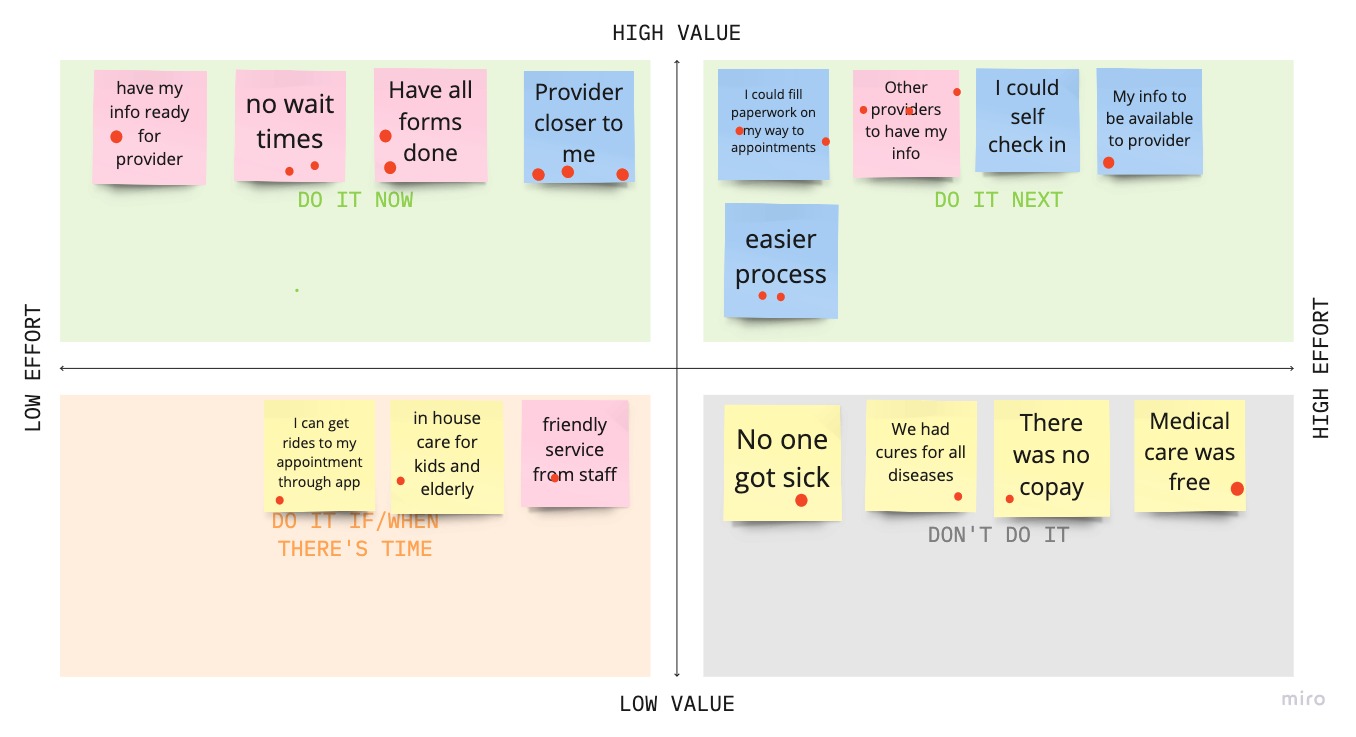 HIGH VALUE
have my
info ready
for
provider
no wait
times
Have all
forms
done
Provider
closer to
me
DO IT NOW
I could fill
paperwork on
my way to
appointments
Other
providers
to have my
info
I could
self
check in
My info to
be available
to provider
DO IT NEXT
easier
process
LOW EFFORT
HIGH EFFORT
I can get
rides to my
appointment
through app
in house
care for
kids and
elderly
friendly
service
from staff
DO IT IF/WHEN
THERE'S TIME
No one
got sick
We had
cures for all
diseases
There
was no
copay
Medical
care was
free
DON'T DO IT
LOW VALUE
miro